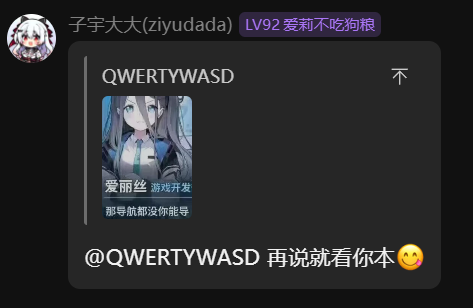 子宇大大(ziyudada) LV92 爱莉不吃狗粮
QWERTYWASD
爱丽丝 游戏开发
那导航都没你能导
@QWERTYWASD 再说就看你本😋